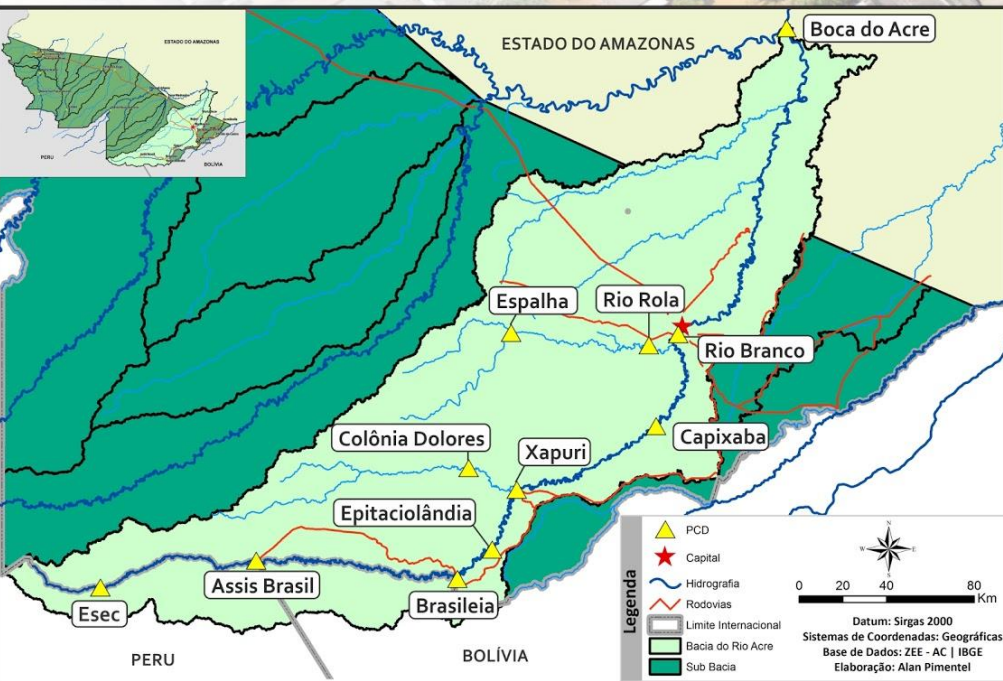 ESTADO DO AMAZONAS
PERU
BOLÍVIA
ESTADO DO AMAZONAS
Boca do Acre
Espalha
Rio Rola
Rio Branco
Colônia Dolores
Xapuri
Capixaba
Epitaciolândia
Esec
Assis Brasil
Brasileia
PERU
BOLÍVIA
Legenda
PCD
Capital
Hidrografia
Rodovias
Limite Internacional
Bacia do Rio Acre
Sub Bacia
N
W
E
S
0 20 40 80
Km
Datum: Sirgas 2000
Sistemas de Coordenadas: Geográficas
Base de Dados: ZEE - AC | IBGE
Elaboração: Alan Pimentel